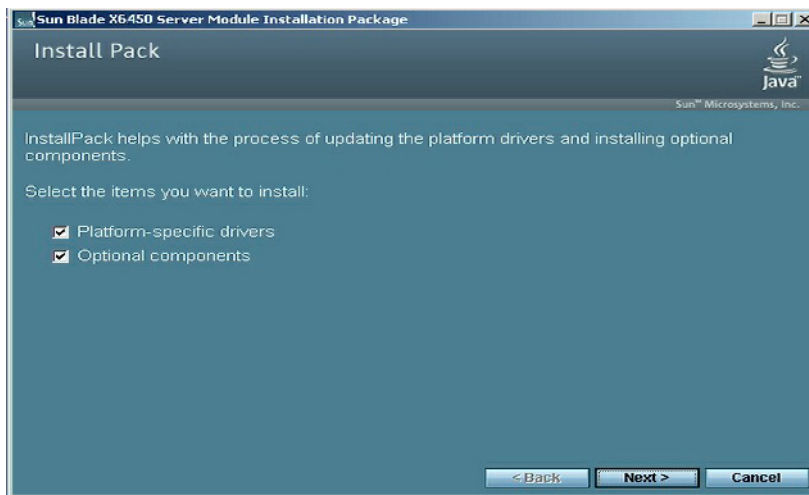 Sun Blade X6450 Server Module Installation Package
Install Pack
Java™
Sun™ Microsystems, Inc.
InstallPack helps with the process of updating the platform drivers and installing optional
components.
Select the items you want to install:
Platform-specific drivers
Optional components
< Back
Next >
Cancel